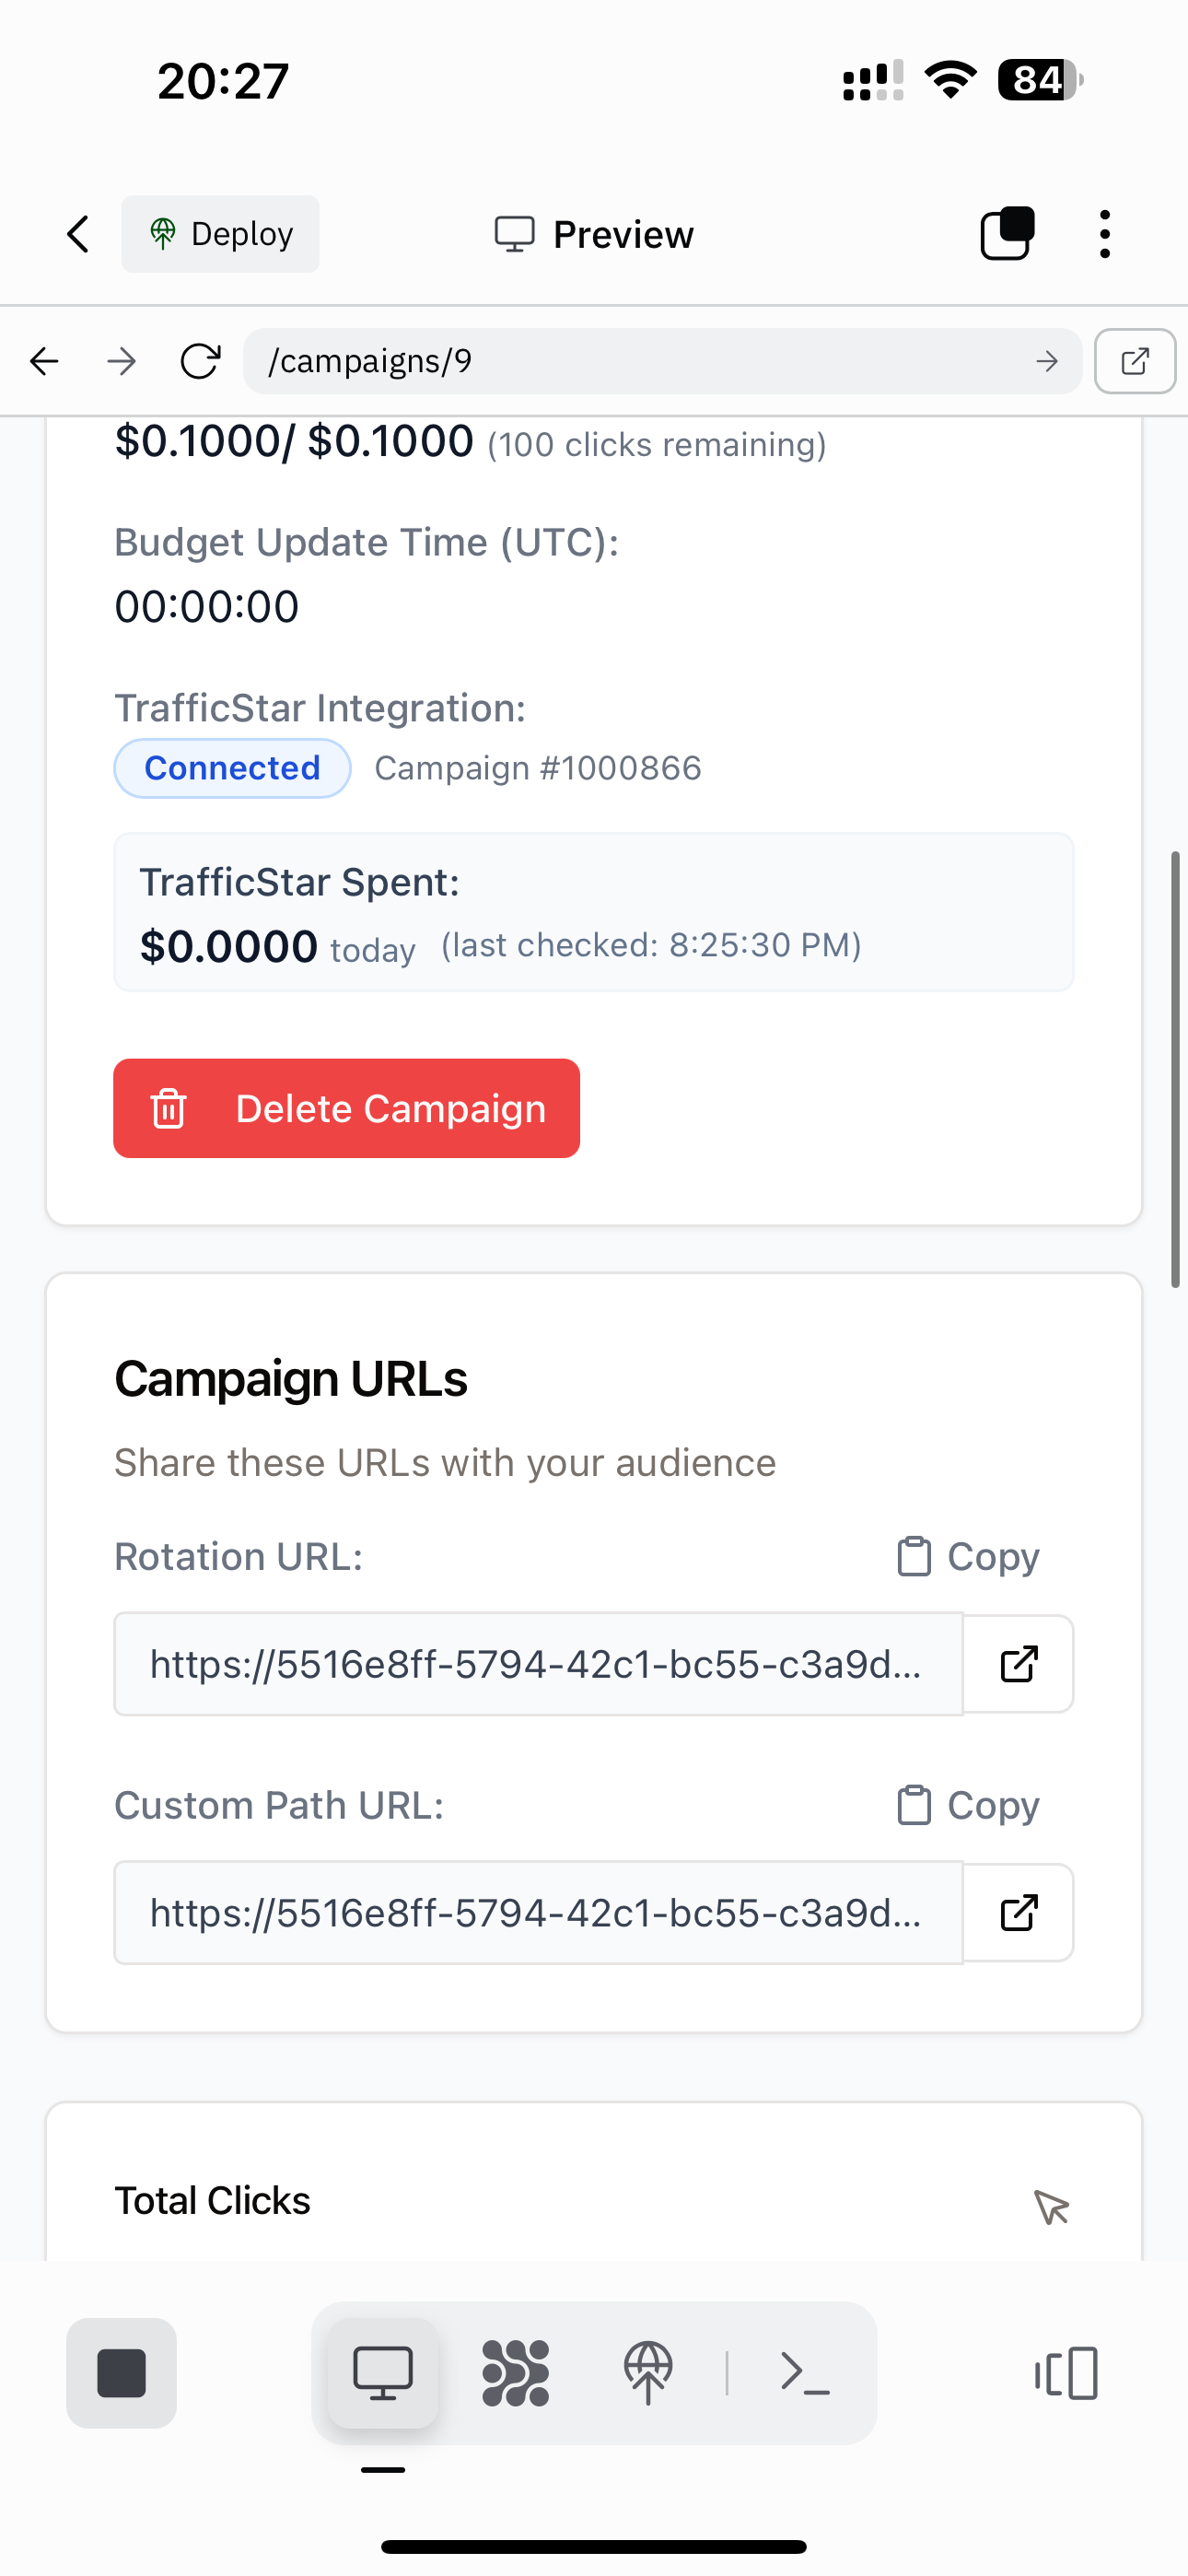 20:27
84
Deploy
Preview
/campaigns/9
$0.1000/ $0.1000 (100 clicks remaining)
Budget Update Time (UTC):
00:00:00
TrafficStar Integration:
Connected Campaign #1000866
TrafficStar Spent:
$0.0000 today (last checked: 8:25:30 PM)
Delete Campaign
Campaign URLs
Share these URLs with your audience
Rotation URL:
Copy
https://5516e8ff-5794-42c1-bc55-c3a9d...
Custom Path URL:
Copy
https://5516e8ff-5794-42c1-bc55-c3a9d...
Total Clicks